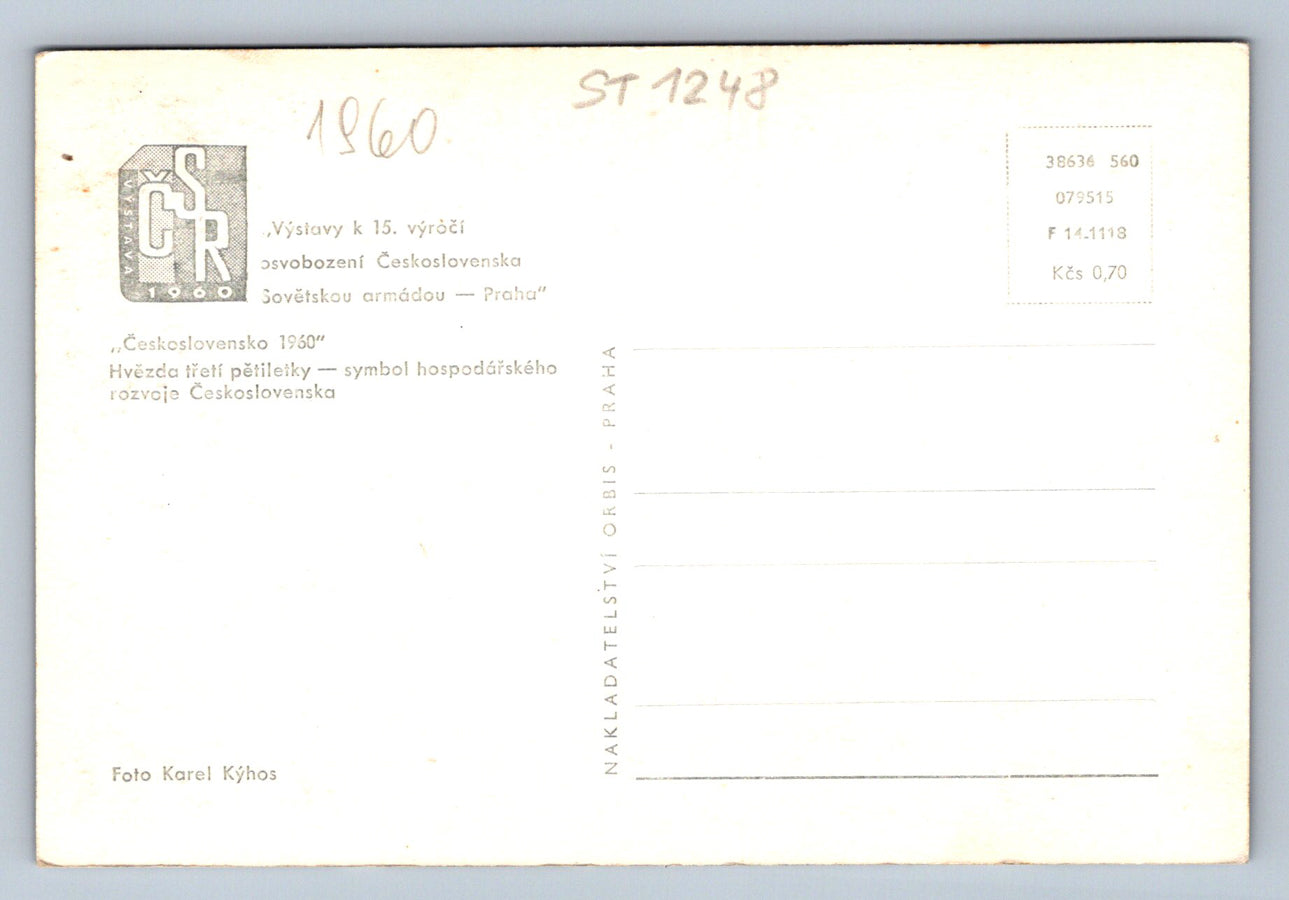 ST 1248
1960
VÝSTAVA
ČSR
1960
„Výstavy k 15. výročí
osvobození Československa
Sovětskou armádou — Praha"
„Československo 1960"
Hvězda třetí pětiletky — symbol hospodářského
rozvoje Československa
Foto Karel Kýhos
NAKLADATELSTVÍ ORBIS - PRAHA
38636 560
079515
F 14-1118
Kčs 0,70